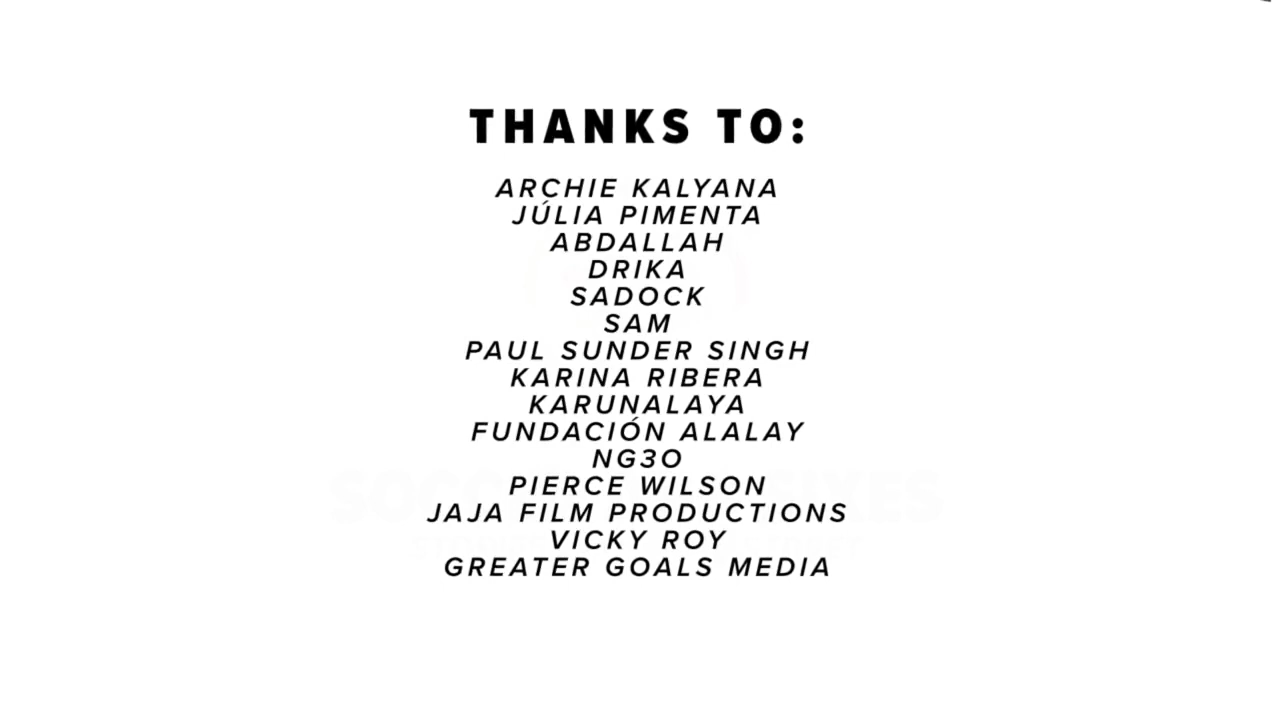 THANKS TO:
ARCHIE KALYANA
JÚLIA PIMENTA
ABDALLAH
DRIKA
SADOCK
SAM
PAUL SUNDER SINGH
KARINA RIBERA
KARUNALAYA
FUNDACIÓN ALALAY
NG3O
PIERCE WILSON
JAJA FILM PRODUCTIONS
VICKY ROY
GREATER GOALS MEDIA